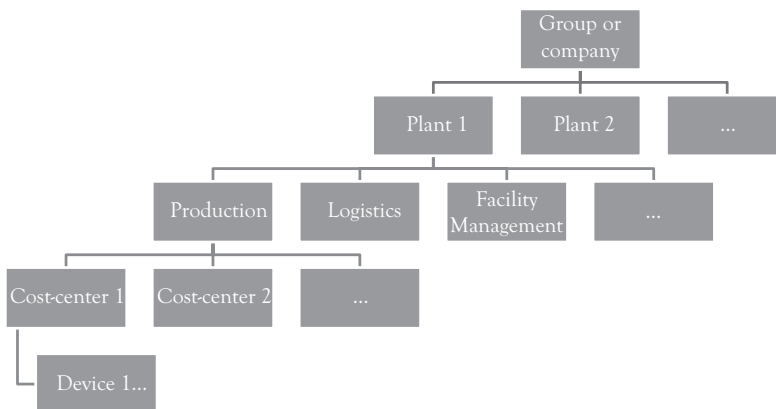 Group or
company
Plant 1
Plant 2
...
Production
Logistics
Facility
Management
...
Cost-center 1
Cost-center 2
...
Device 1...